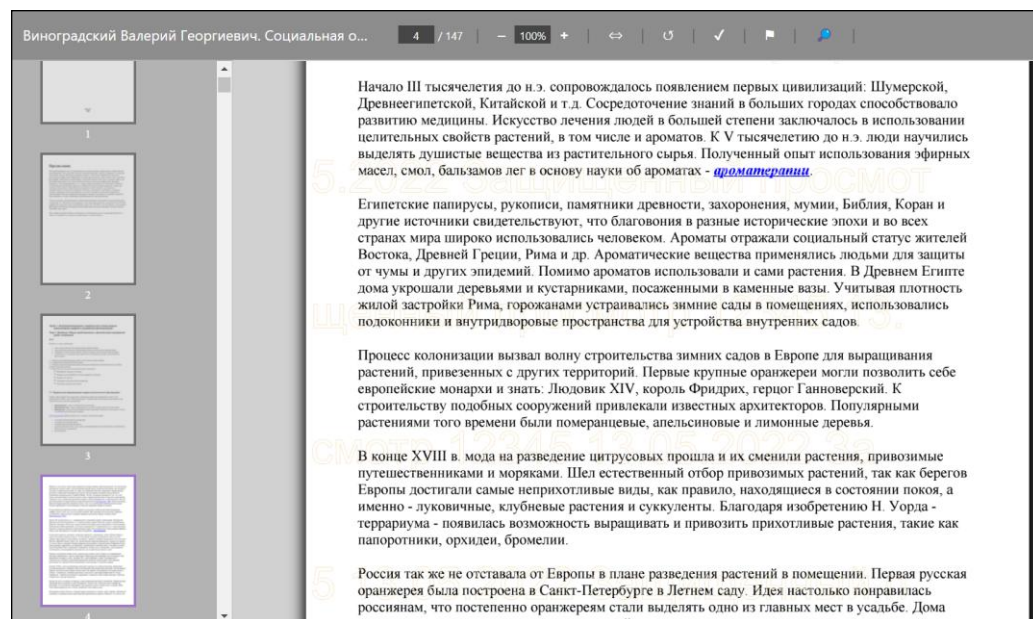 Виноградский Валерий Георгиевич. Социальная о...
4 / 147 − 100% +
Начало III тысячелетия до н.э. сопровождалось появлением первых цивилизаций: Шумерской,
Древнеегипетской, Китайской и т.д. Сосредоточение знаний в больших городах способствовало
развитию медицины. Искусство лечения людей в большей степени заключалось в использовании
целительных свойств растений, в том числе и ароматов. К V тысячелетию до н.э. люди научились
выделять душистые вещества из растительного сырья. Полученный опыт использования эфирных
масел, смол, бальзамов лег в основу науки об ароматах - ароматерапии.
5.2022 Защищенный просмот
Египетские папирусы, рукописи, памятники древности, захоронения, мумии, Библия, Коран и
другие источники свидетельствуют, что благовония в разные исторические эпохи и во всех
странах мира широко использовались человеком. Ароматы отражали социальный статус жителей
Востока, Древней Греции, Рима и др. Ароматические вещества применялись людьми для защиты
от чумы и других эпидемий. Помимо ароматов использовали и сами растения. В Древнем Египте
дома украшали деревьями и кустарниками, посаженными в каменные вазы. Учитывая плотность
жилой застройки Рима, горожанами устраивались зимние сады в помещениях, использовались
подоконники и внутридворовые пространства для устройства внутренних садов.
Процесс колонизации вызвал волну строительства зимних садов в Европе для выращивания
растений, привезенных с других территорий. Первые крупные оранжереи могли позволить себе
европейские монархи и знать: Людовик XIV, король Фридрих, герцог Ганноверский. К
строительству подобных сооружений привлекали известных архитекторов. Популярными
растениями того времени были померанцевые, апельсиновые и лимонные деревья.
смотр 12345 13.05.2022 За
В конце XVIII в. мода на разведение цитрусовых прошла и их сменили растения, привозимые
путешественниками и моряками. Шел естественный отбор привозимых растений, так как берегов
Европы достигали самые неприхотливые виды, как правило, находящиеся в состоянии покоя, а
именно - луковичные, клубневые растения и суккуленты. Благодаря изобретению Н. Уорда -
террариума - появилась возможность выращивать и привозить прихотливые растения, такие как
папоротники, орхидеи, бромелии.
Россия так же не отставала от Европы в плане разведения растений в помещении. Первая русская
оранжерея была построена в Санкт-Петербурге в Летнем саду. Идея настолько понравилась
россиянам, что постепенно оранжереям стали выделять одно из главных мест в усадьбе. Дома
1
2
3
4